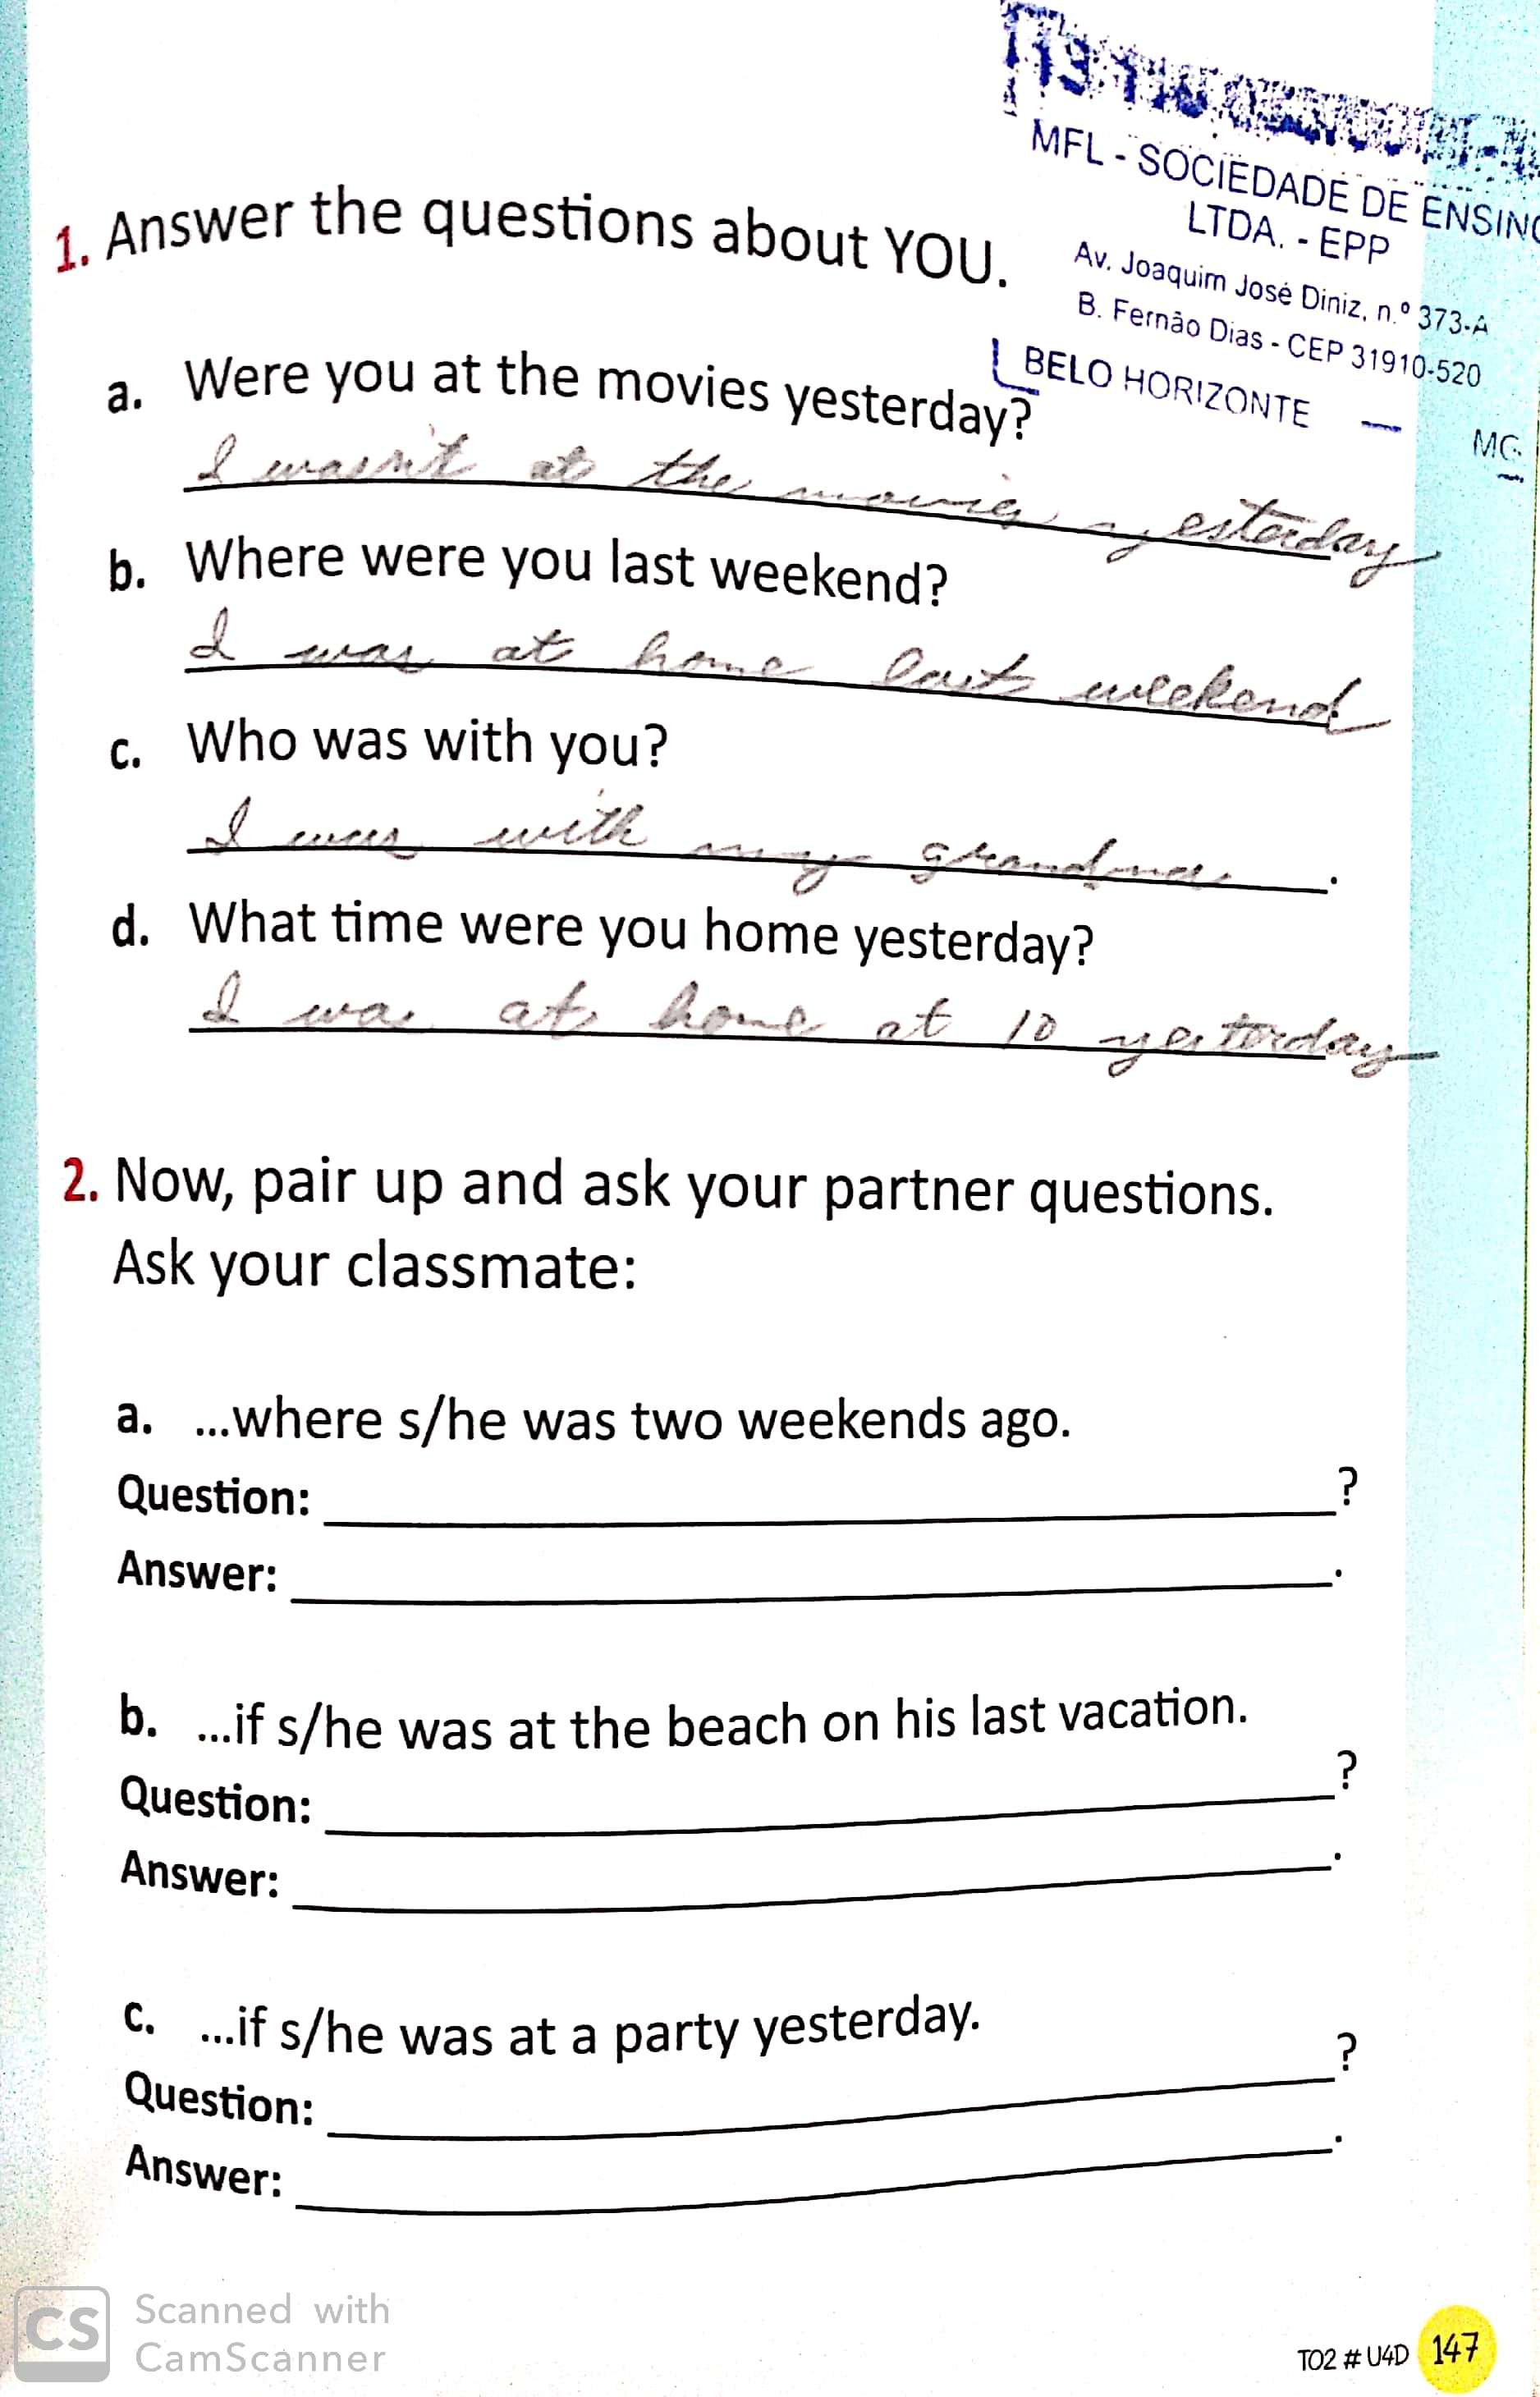 MFL - SOCIEDADE DE ENSINO
LTDA. - EPP
Av. Joaquim José Diniz, n.º 373-A
B. Fernão Dias - CEP 31910-520
BELO HORIZONTE — MG
1. Answer the questions about YOU.
a. Were you at the movies yesterday?
I wasn't at the movies yesterday
b. Where were you last weekend?
I was at home last weekend
c. Who was with you?
I was with my grandma.
d. What time were you home yesterday?
I was at home at 10 yesterday
2. Now, pair up and ask your partner questions.
Ask your classmate:
a. ...where s/he was two weekends ago.
Question: ?
Answer: .
b. ...if s/he was at the beach on his last vacation.
Question: ?
Answer: .
c. ...if s/he was at a party yesterday.
Question: ?
Answer: .
CS Scanned with
CamScanner
TO2 # U4D 147